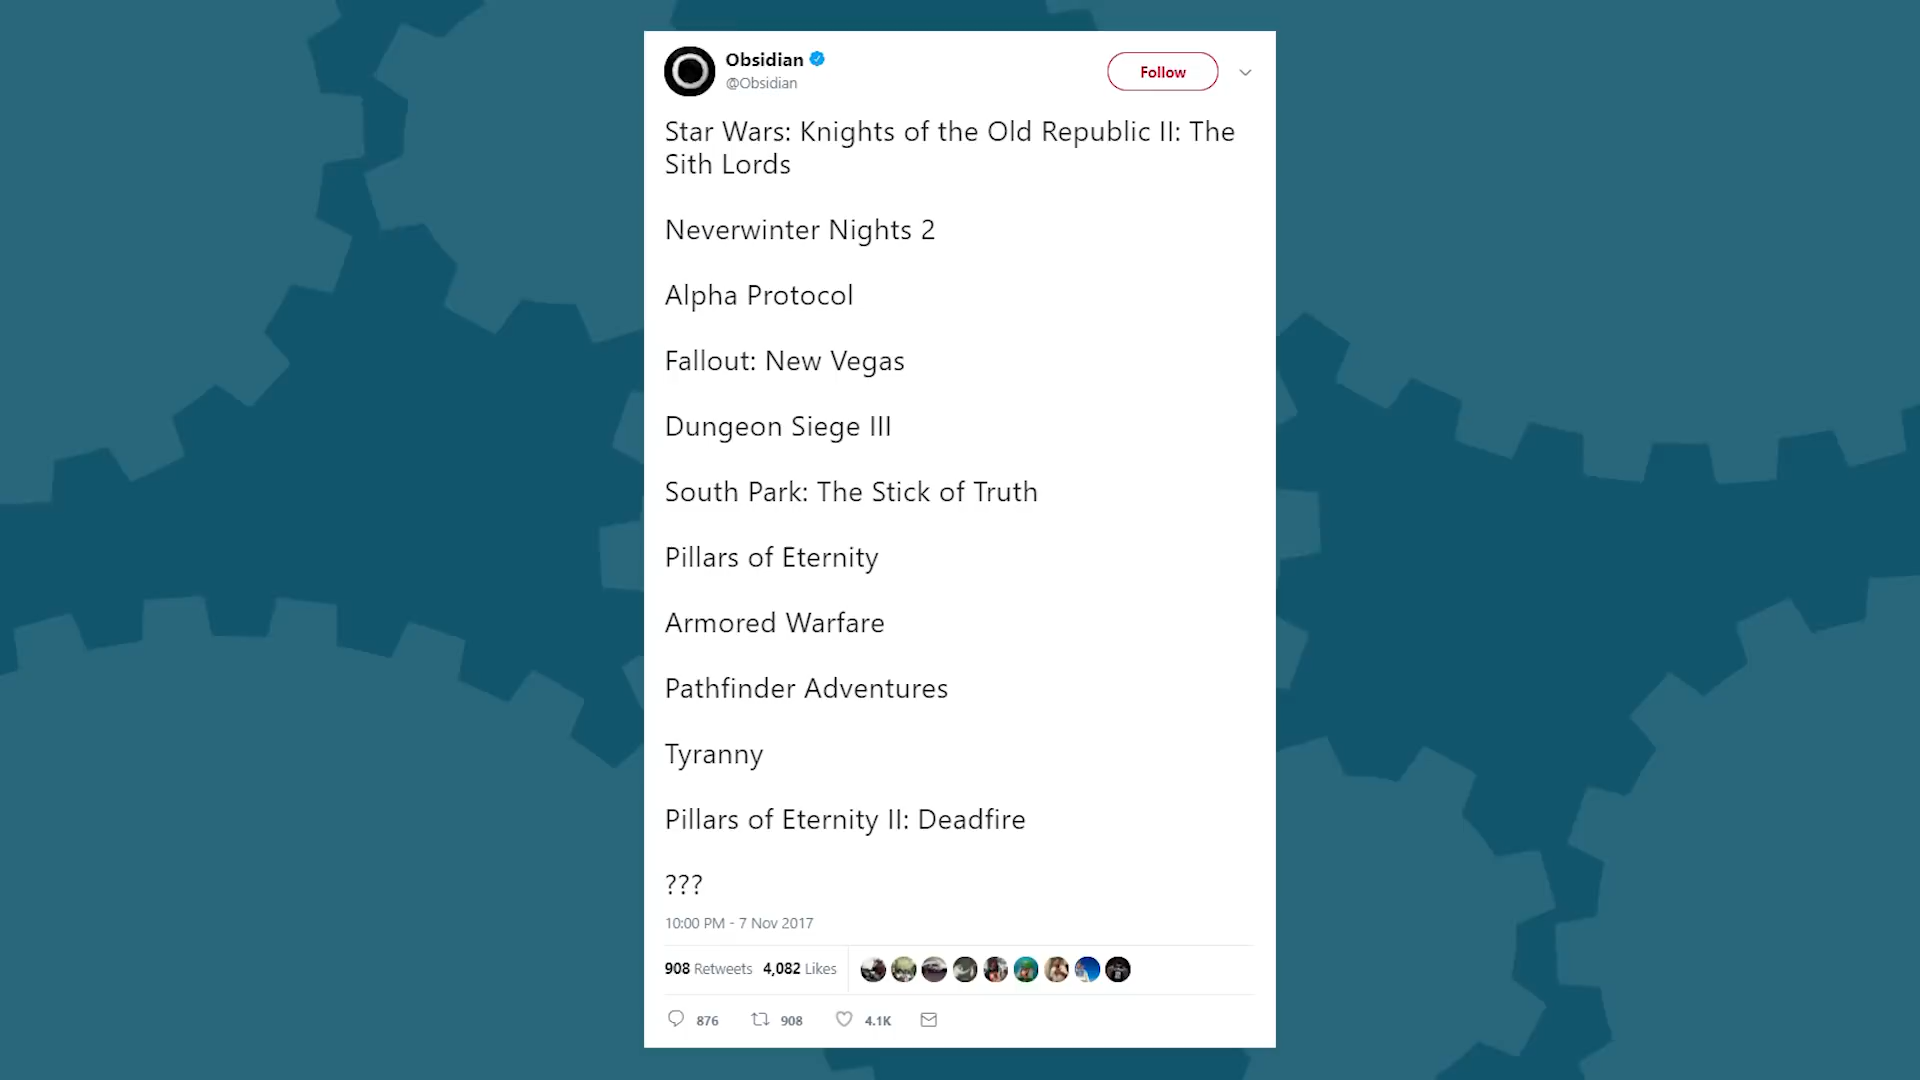 Obsidian
@Obsidian
Follow
Star Wars: Knights of the Old Republic II: The
Sith Lords
Neverwinter Nights 2
Alpha Protocol
Fallout: New Vegas
Dungeon Siege III
South Park: The Stick of Truth
Pillars of Eternity
Armored Warfare
Pathfinder Adventures
Tyranny
Pillars of Eternity II: Deadfire
???
10:00 PM - 7 Nov 2017
908 Retweets 4,082 Likes
876 908 4.1K